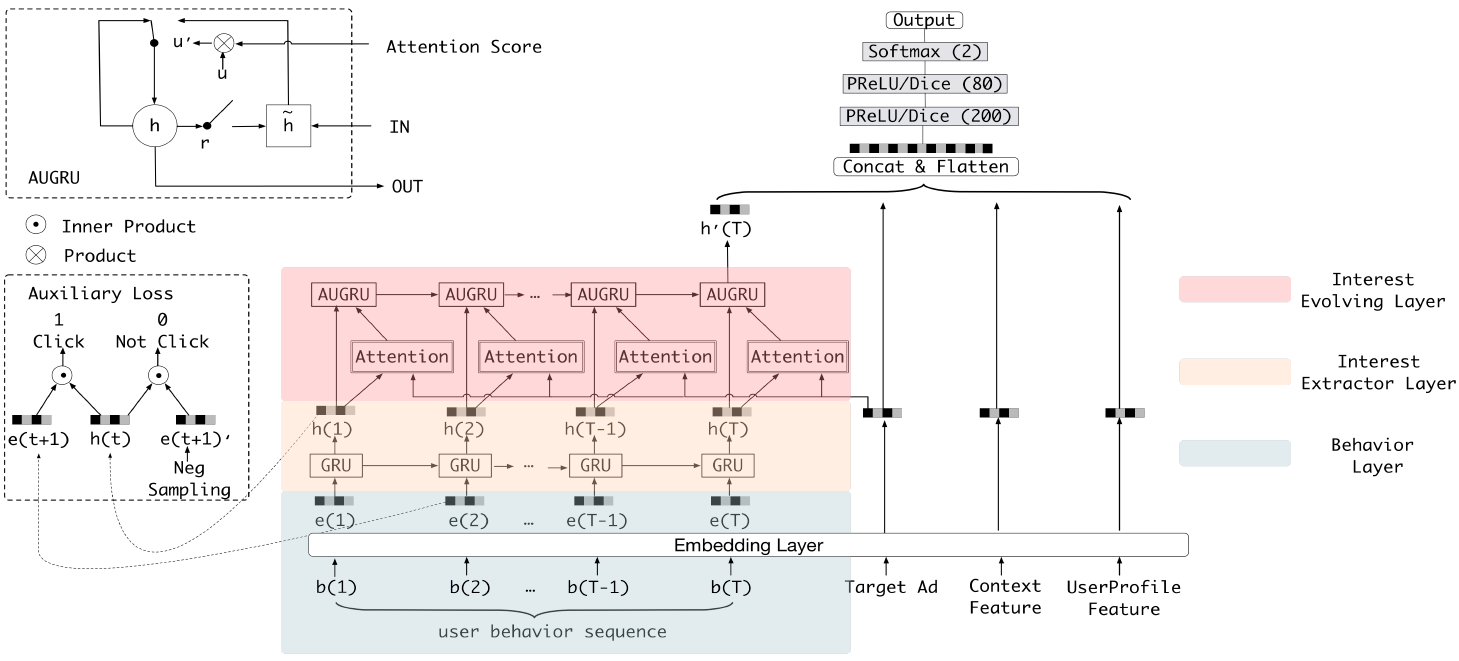 Output
Softmax (2)
PReLU/Dice (80)
PReLU/Dice (200)
Concat & Flatten
u′
u
Attention Score
h
r
h̃
IN
AUGRU
OUT
Inner Product
Product
Auxiliary Loss
1 0
Click Not Click
e(t+1) h(t) e(t+1)′
Neg
Sampling
h′(T)
AUGRU AUGRU … AUGRU AUGRU
Attention Attention Attention Attention
h(1) h(2) h(T-1) h(T)
GRU GRU … GRU GRU
e(1) e(2) … e(T-1) e(T)
Embedding Layer
b(1) b(2) … b(T-1) b(T)
user behavior sequence
Target Ad
Context
Feature
UserProfile
Feature
Interest
Evolving Layer
Interest
Extractor Layer
Behavior
Layer